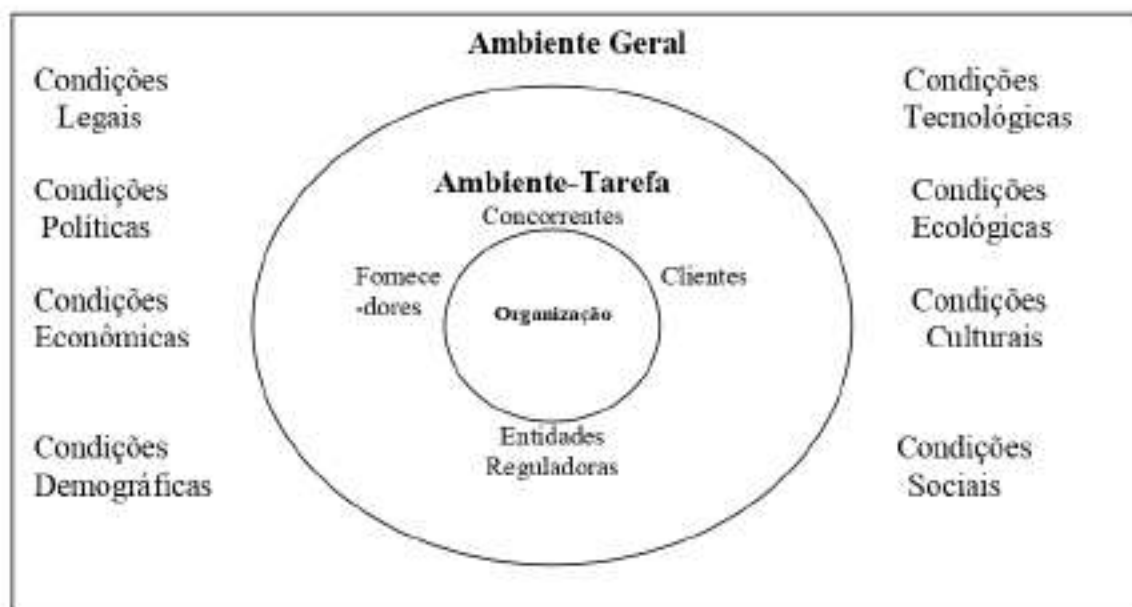 Ambiente Geral
Condições
Legais
Condições
Políticas
Condições
Econômicas
Condições
Demográficas
Ambiente-Tarefa
Concorrentes
Fornece
-dores
Organização
Clientes
Entidades
Reguladoras
Condições
Tecnológicas
Condições
Ecológicas
Condições
Culturais
Condições
Sociais